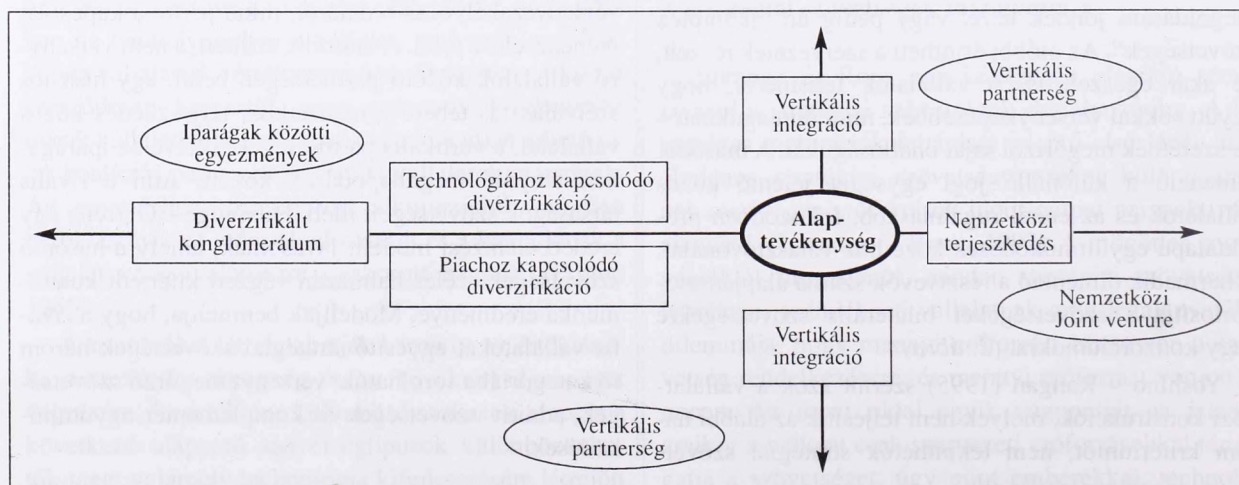 Vertikális
partnerség
Vertikális
integráció
Iparágak közötti
egyezmények
Technológiához kapcsolódó
diverzifikáció
Diverzifikált
konglomerátum
Alap-
tevékenység
Nemzetközi
terjeszkedés
Piachoz kapcsolódó
diverzifikáció
Nemzetközi
Joint venture
Vertikális
integráció
Vertikális
partnerség